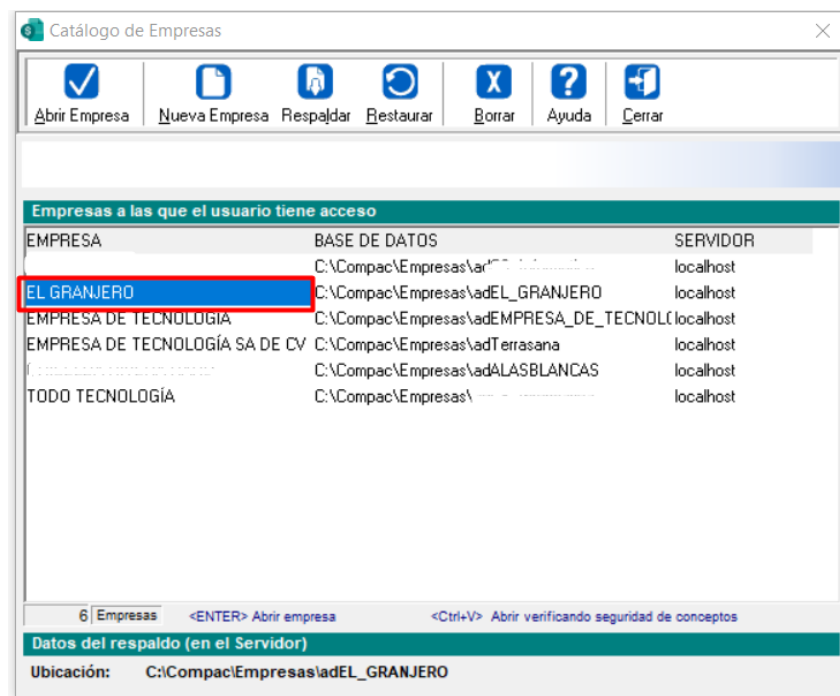 Catálogo de Empresas
Abrir Empresa Nueva Empresa Respaldar Restaurar Borrar Ayuda Cerrar
Empresas a las que el usuario tiene acceso
EMPRESA BASE DE DATOS SERVIDOR
C:\Compac\Empresas\ad localhost
EL GRANJERO C:\Compac\Empresas\adEL_GRANJERO localhost
EMPRESA DE TECNOLOGIA C:\Compac\Empresas\adEMPRESA_DE_TECNOL( localhost
EMPRESA DE TECNOLOGÍA SA DE CV C:\Compac\Empresas\adTerrasana localhost
C:\Compac\Empresas\adALASBLANCAS localhost
TODO TECNOLOGÍA C:\Compac\Empresas\ localhost
6 Empresas <ENTER> Abrir empresa <Ctrl+V> Abrir verificando seguridad de conceptos
Datos del respaldo (en el Servidor)
Ubicación: C:\Compac\Empresas\adEL_GRANJERO